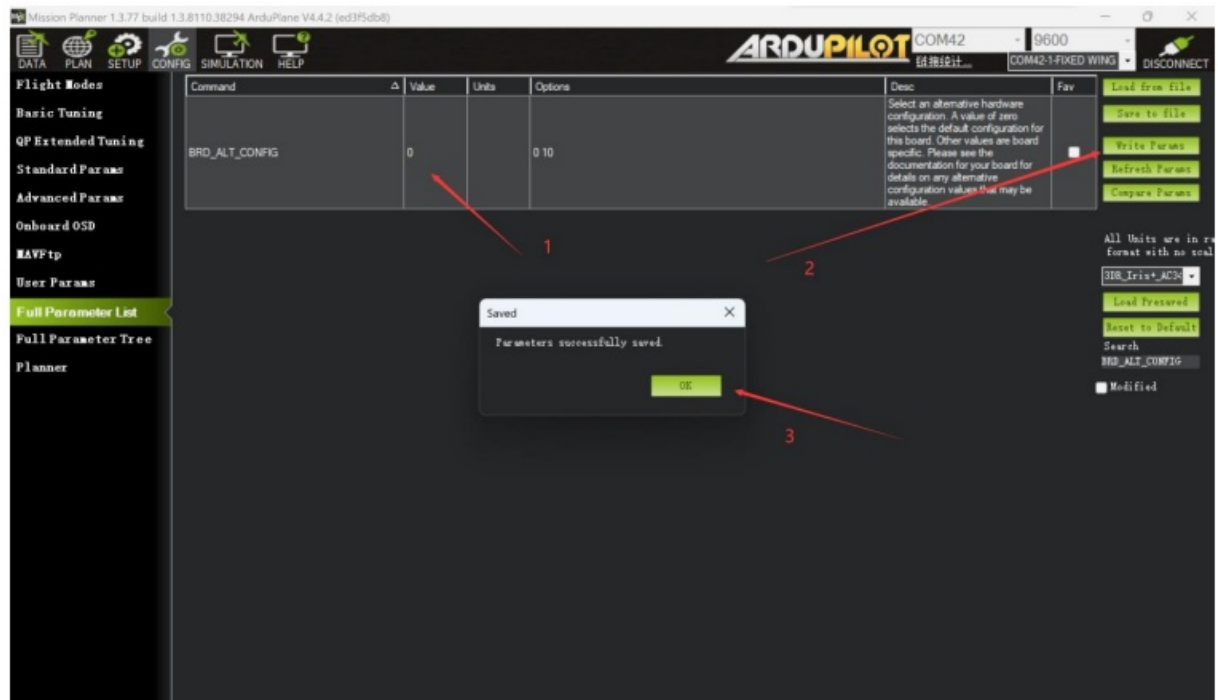 Mission Planner 1.3.77 build 1.3.8110.38294 ArduPlane V4.4.2 (ed3f5db8)
DATA PLAN SETUP CONFIG SIMULATION HELP
ARDUPILOT
COM42
9600
链接统计...
COM42-1-FIXED WING
DISCONNECT
Flight Modes
Basic Tuning
QP Extended Tuning
Standard Params
Advanced Params
Onboard OSD
MAVFtp
User Params
Full Parameter List
Full Parameter Tree
Planner
Command Value Units Options Desc Fav
BRD_ALT_CONFIG 0 0 10
Select an alternative hardware
configuration. A value of zero
selects the default configuration for
this board. Other values are board
specific. Please see the
documentation for your board for
details on any alternative
configuration values that may be
available.
1
2
Saved
Parameters successfully saved.
OK
3
Load from file
Save to file
Write Params
Refresh Params
Compare Params
All Units are in ra
format with no scal
3DR_Iris+_AC34
Load Presaved
Reset to Default
Search
BRD_ALT_CONFIG
Modified